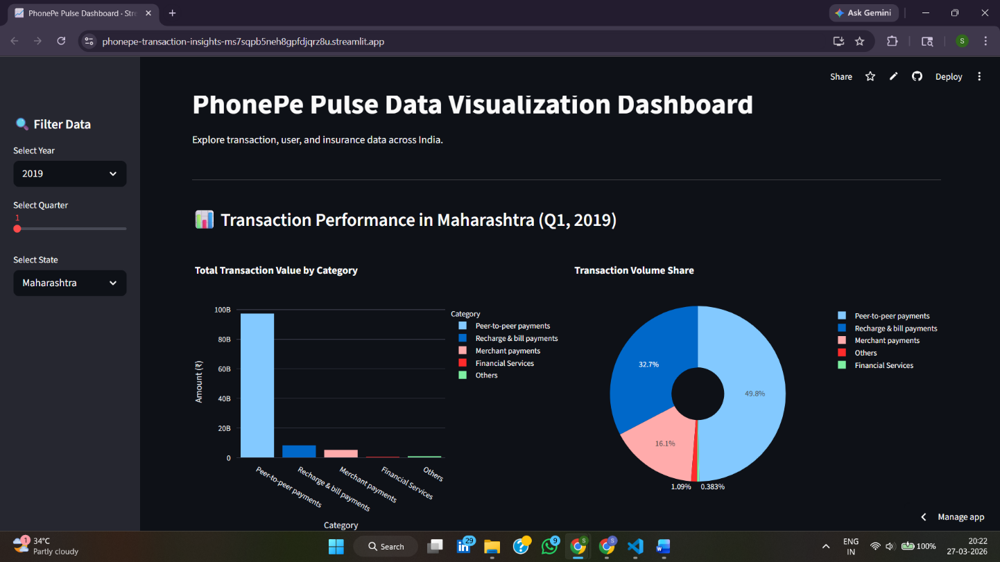 PhonePe Pulse Dashboard · Stre
Ask Gemini
phonepe-transaction-insights-ms7sqpb5neh8gpfdjqrz8u.streamlit.app
S
Share
Deploy
Filter Data
Select Year
2019
Select Quarter
1
Select State
Maharashtra
PhonePe Pulse Data Visualization Dashboard
Explore transaction, user, and insurance data across India.
Transaction Performance in Maharashtra (Q1, 2019)
Total Transaction Value by Category
100B
80B
60B
40B
20B
0
Amount (₹)
Peer-to-peer payments
Recharge & bill payments
Merchant payments
Financial Services
Others
Category
Category
Peer-to-peer payments
Recharge & bill payments
Merchant payments
Financial Services
Others
Transaction Volume Share
32.7%
49.8%
16.1%
1.09%
0.383%
Peer-to-peer payments
Recharge & bill payments
Merchant payments
Others
Financial Services
Manage app
1
34°C
Partly cloudy
Search
29
9
S
S
ENG
IN
100%
20:22
27-03-2026